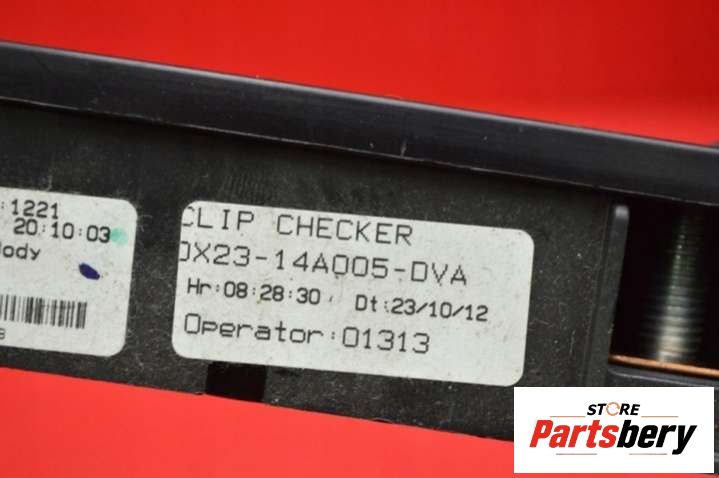 :1221
20:10:03
CLIP CHECKER
DX23-14A005-DVA
Hr:08:28:30 Dt:23/10/12
Operator:01313
STORE
Partsbery